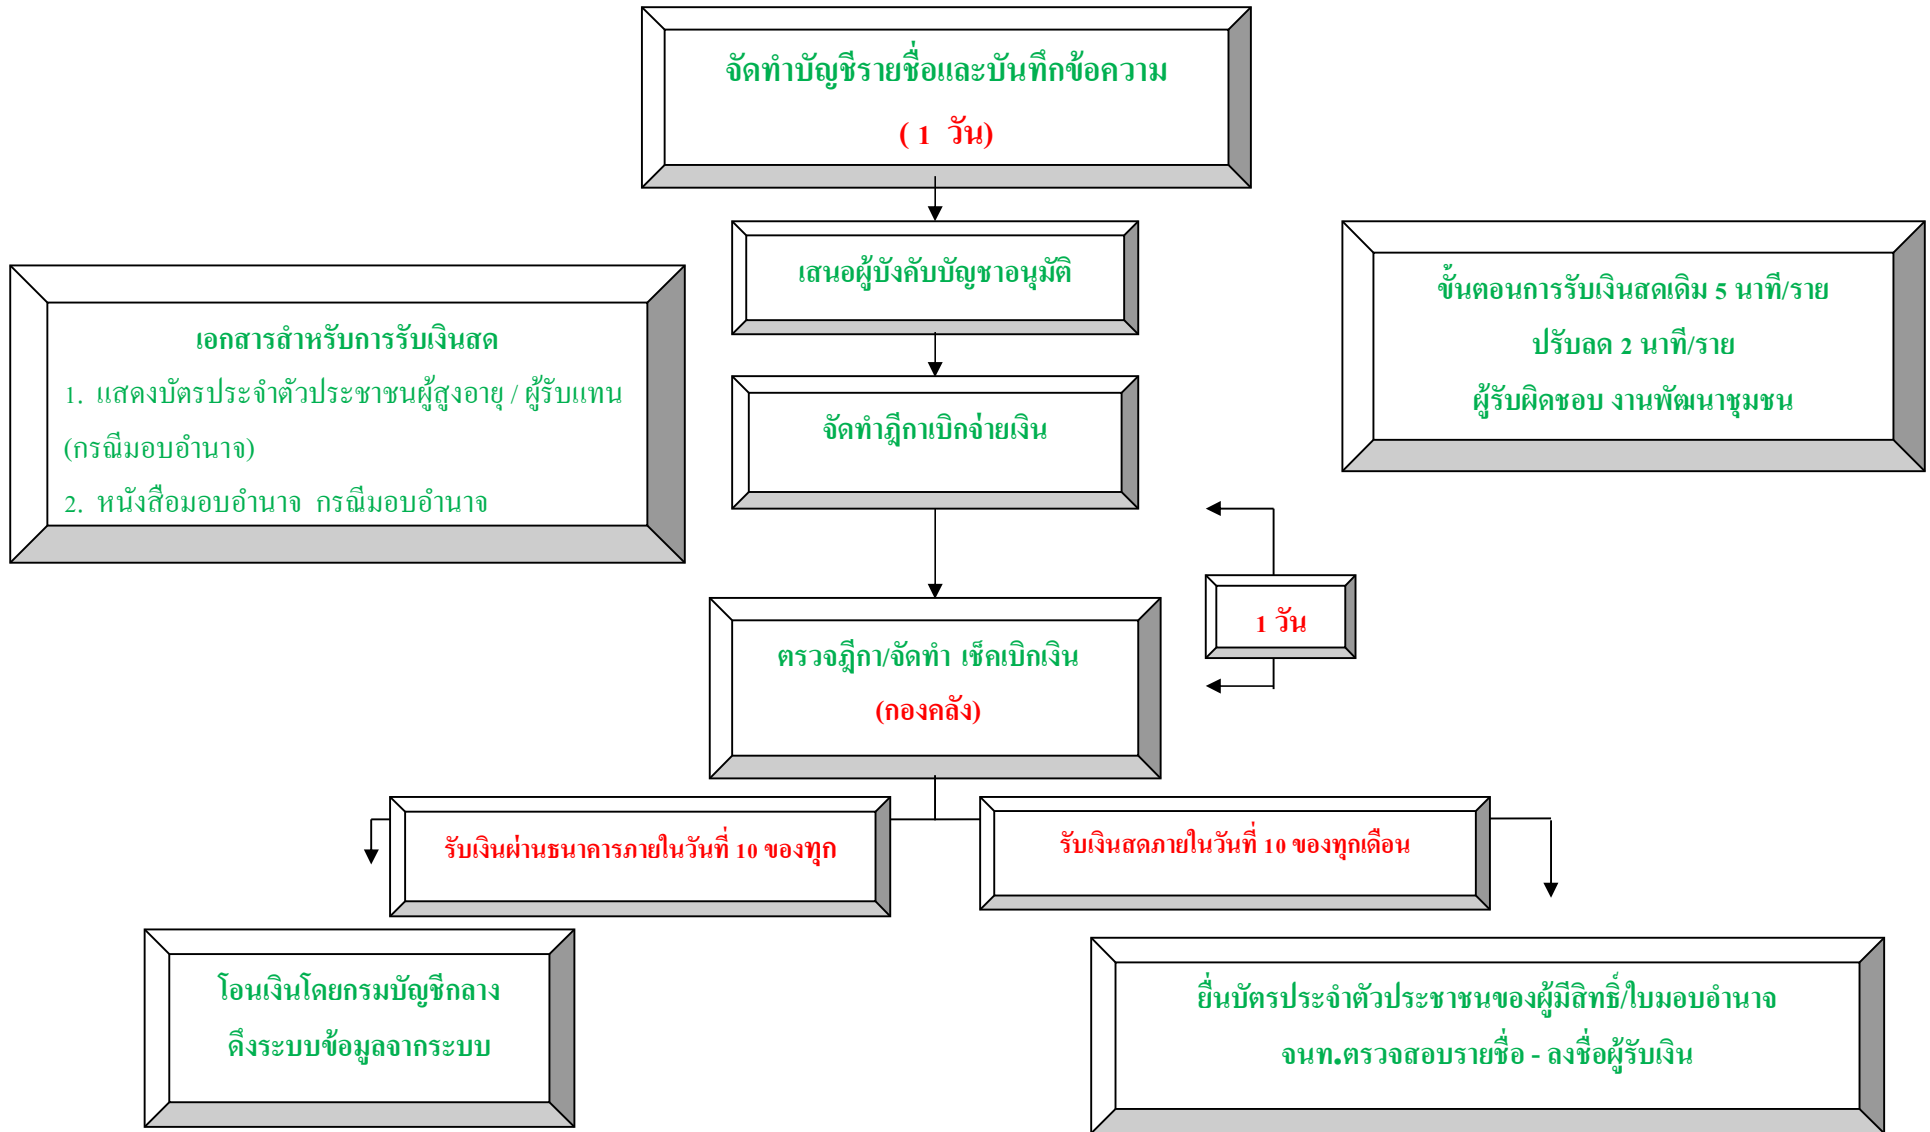 จัดทำบัญชีรายชื่อและบันทึกข้อความ
( 1 วัน)
เสนอผู้บังคับบัญชาอนุมัติ
เอกสารสำหรับการรับเงินสด
1. แสดงบัตรประจำตัวประชาชนผู้สูงอายุ / ผู้รับแทน
(กรณีมอบอำนาจ)
2. หนังสือมอบอำนาจ กรณีมอบอำนาจ
ขั้นตอนการรับเงินสดเดิม 5 นาที/ราย
ปรับลด 2 นาที/ราย
ผู้รับผิดชอบ งานพัฒนาชุมชน
จัดทำฎีกาเบิกจ่ายเงิน
1 วัน
ตรวจฎีกา/จัดทำ เช็คเบิกเงิน
(กองคลัง)
รับเงินผ่านธนาคารภายในวันที่ 10 ของทุก
รับเงินสดภายในวันที่ 10 ของทุกเดือน
โอนเงินโดยกรมบัญชีกลาง
ดึงระบบข้อมูลจากระบบ
ยื่นบัตรประจำตัวประชาชนของผู้มีสิทธิ์/ใบมอบอำนาจ
จนท.ตรวจสอบรายชื่อ - ลงชื่อผู้รับเงิน